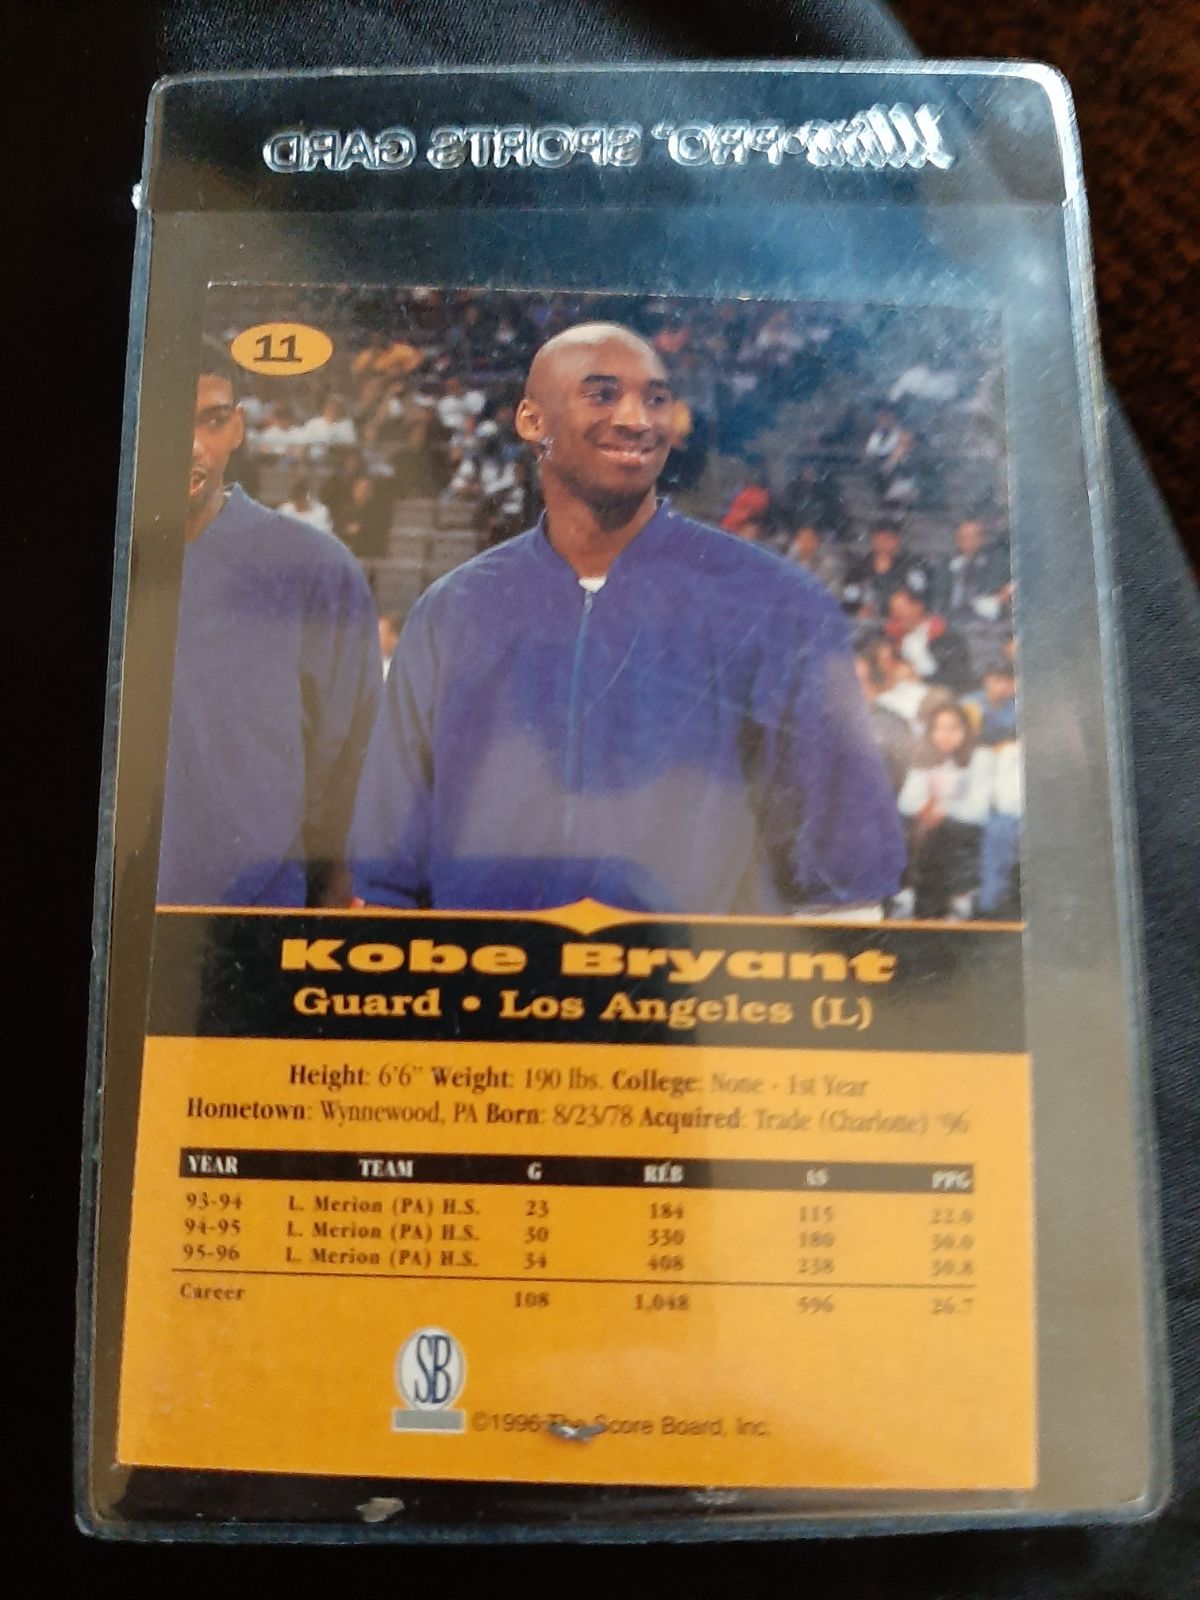 PRO® SPORTS CARD
11
Kobe Bryant
Guard • Los Angeles (L)
Height: 6'6" Weight: 190 lbs. College: None - 1st Year
Hometown: Wynnewood, PA Born: 8/23/78 Acquired: Trade (Charlotte) '96
YEAR TEAM G REB AS PPG
93-94 L. Merion (PA) H.S. 23 184 115 22.0
94-95 L. Merion (PA) H.S. 30 330 180 30.0
95-96 L. Merion (PA) H.S. 34 408 238 30.8
Career 108 1,048 596 26.7
SB
©1996 The Score Board, Inc.